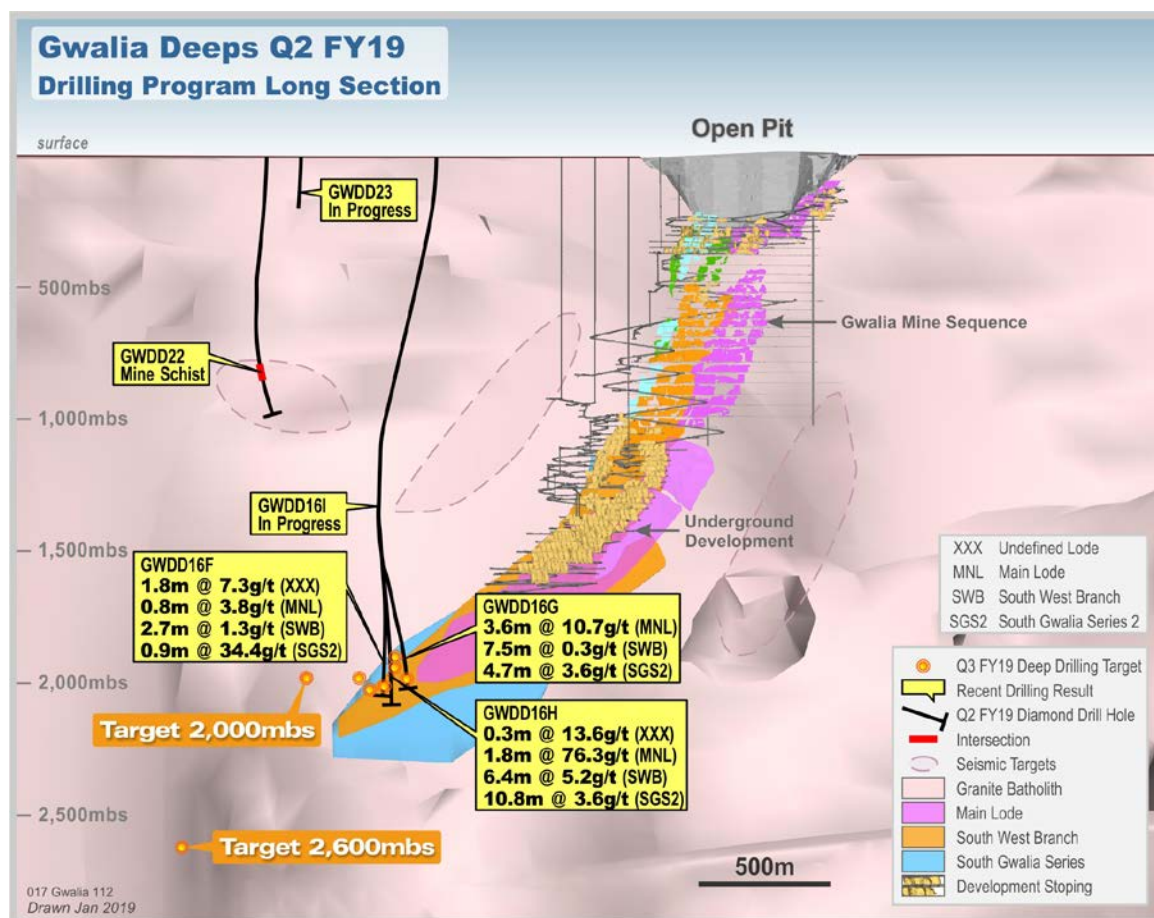 Gwalia Deeps Q2 FY19
Drilling Program Long Section
surface
Open Pit
GWDD23
In Progress
500mbs
Gwalia Mine Sequence
GWDD22
Mine Schist
1,000mbs
GWDD16I
In Progress
Underground
Development
1,500mbs
GWDD16F
1.8m @ 7.3g/t (XXX)
0.8m @ 3.8g/t (MNL)
2.7m @ 1.3g/t (SWB)
0.9m @ 34.4g/t (SGS2)
GWDD16G
3.6m @ 10.7g/t (MNL)
7.5m @ 0.3g/t (SWB)
4.7m @ 3.6g/t (SGS2)
2,000mbs
Target 2,000mbs
GWDD16H
0.3m @ 13.6g/t (XXX)
1.8m @ 76.3g/t (MNL)
6.4m @ 5.2g/t (SWB)
10.8m @ 3.6g/t (SGS2)
2,500mbs
Target 2,600mbs
500m
XXX Undefined Lode
MNL Main Lode
SWB South West Branch
SGS2 South Gwalia Series 2
Q3 FY19 Deep Drilling Target
Recent Drilling Result
Q2 FY19 Diamond Drill Hole
Intersection
Seismic Targets
Granite Batholith
Main Lode
South West Branch
South Gwalia Series
Development Stoping
017 Gwalia 112
Drawn Jan 2019